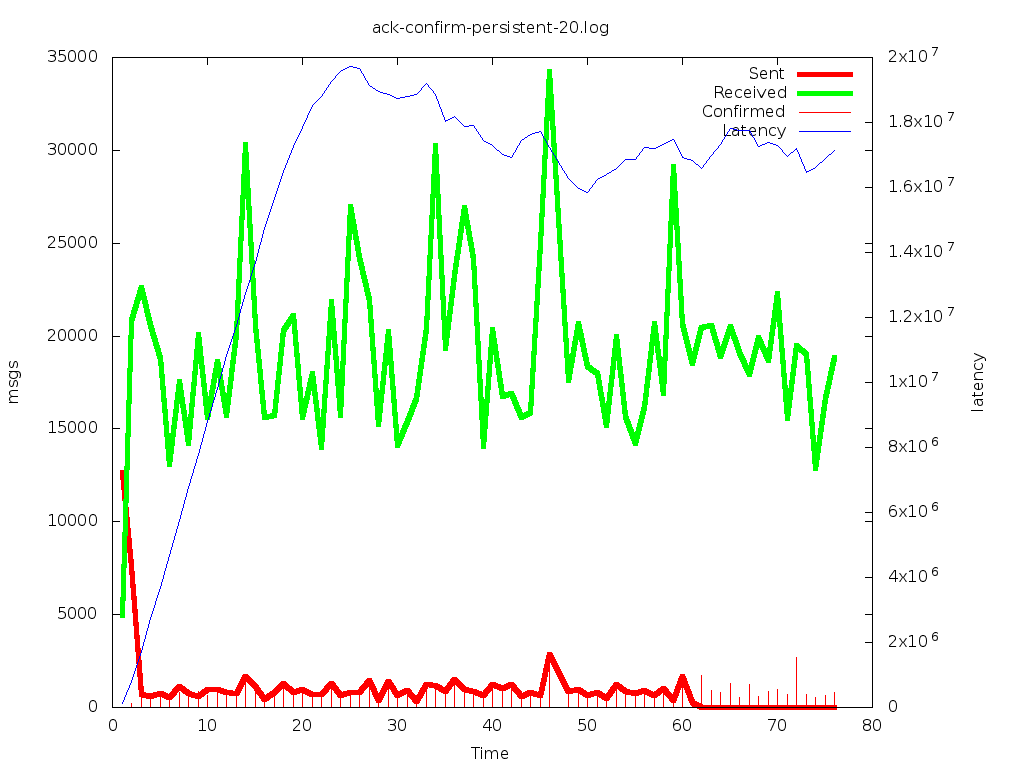 ack-confirm-persistent-20.log
35000
30000
25000
20000
15000
10000
5000
0
msgs
2x10^7
1.8x10^7
1.6x10^7
1.4x10^7
1.2x10^7
1x10^7
8x10^6
6x10^6
4x10^6
2x10^6
0
latency
Sent
Received
Confirmed
Latency
0 10 20 30 40 50 60 70 80
Time